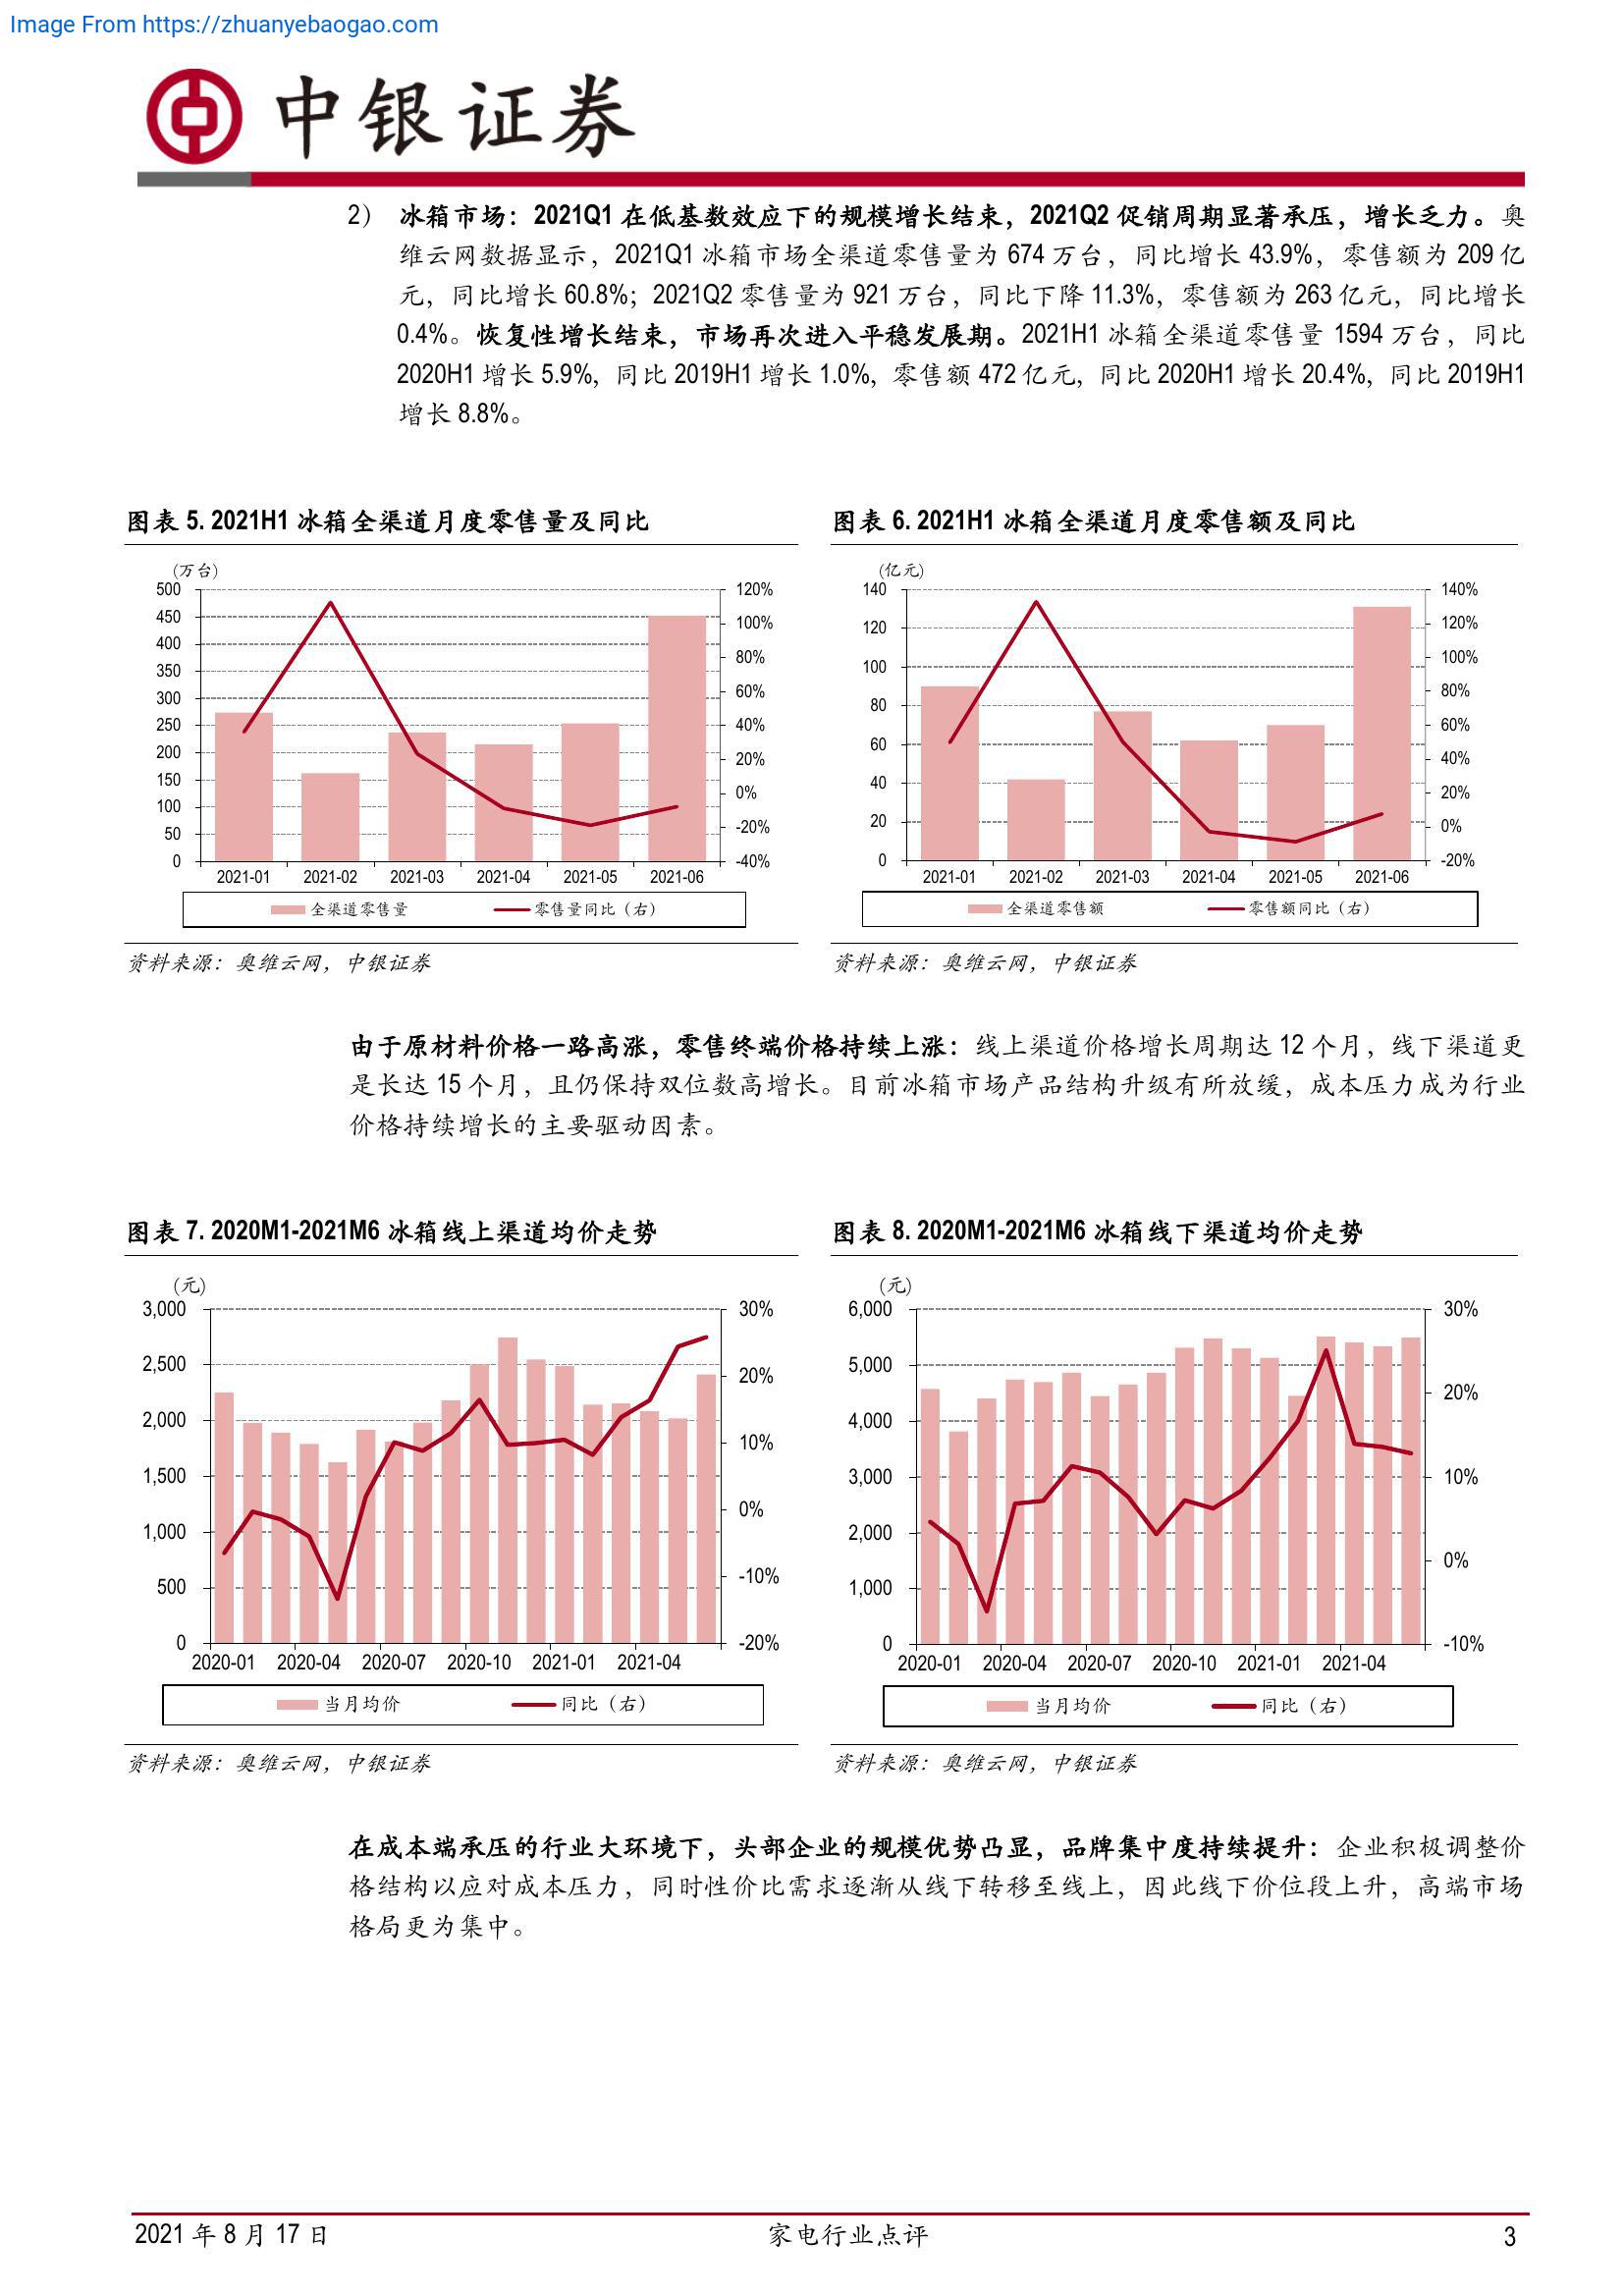 Image From https://zhuanyebaogao.com
中银证券
2） 冰箱市场：2021Q1 在低基数效应下的规模增长结束，2021Q2 促销周期显著承压，增长乏力。奥
维云网数据显示，2021Q1 冰箱市场全渠道零售量为 674 万台，同比增长 43.9%，零售额为 209 亿
元，同比增长 60.8%；2021Q2 零售量为 921 万台，同比下降 11.3%，零售额为 263 亿元，同比增长
0.4%。恢复性增长结束，市场再次进入平稳发展期。2021H1 冰箱全渠道零售量 1594 万台，同比
2020H1 增长 5.9%, 同比 2019H1 增长 1.0%, 零售额 472 亿元, 同比 2020H1 增长 20.4%, 同比 2019H1
增长 8.8%。
图表 5. 2021H1 冰箱全渠道月度零售量及同比
(万台)
500 120%
450 100%
400 80%
350
300 60%
250 40%
200 20%
150 0%
100
50 -20%
0 -40%
2021-01 2021-02 2021-03 2021-04 2021-05 2021-06
全渠道零售量 零售量同比（右）
资料来源：奥维云网，中银证券
图表 6. 2021H1 冰箱全渠道月度零售额及同比
(亿元)
140 140%
120 120%
100 100%
80 80%
60 60%
40 40%
20 20%
0%
0 -20%
2021-01 2021-02 2021-03 2021-04 2021-05 2021-06
全渠道零售额 零售额同比（右）
资料来源：奥维云网，中银证券
由于原材料价格一路高涨，零售终端价格持续上涨：线上渠道价格增长周期达 12 个月，线下渠道更
是长达 15 个月，且仍保持双位数高增长。目前冰箱市场产品结构升级有所放缓，成本压力成为行业
价格持续增长的主要驱动因素。
图表 7. 2020M1-2021M6 冰箱线上渠道均价走势
(元)
3,000 30%
2,500 20%
2,000 10%
1,500 0%
1,000
500 -10%
0 -20%
2020-01 2020-04 2020-07 2020-10 2021-01 2021-04
当月均价 同比（右）
资料来源：奥维云网，中银证券
图表 8. 2020M1-2021M6 冰箱线下渠道均价走势
(元)
6,000 30%
5,000 20%
4,000
3,000 10%
2,000 0%
1,000
0 -10%
2020-01 2020-04 2020-07 2020-10 2021-01 2021-04
当月均价 同比（右）
资料来源：奥维云网，中银证券
在成本端承压的行业大环境下，头部企业的规模优势凸显，品牌集中度持续提升：企业积极调整价
格结构以应对成本压力，同时性价比需求逐渐从线下转移至线上，因此线下价位段上升，高端市场
格局更为集中。
2021 年 8 月 17 日 家电行业点评 3